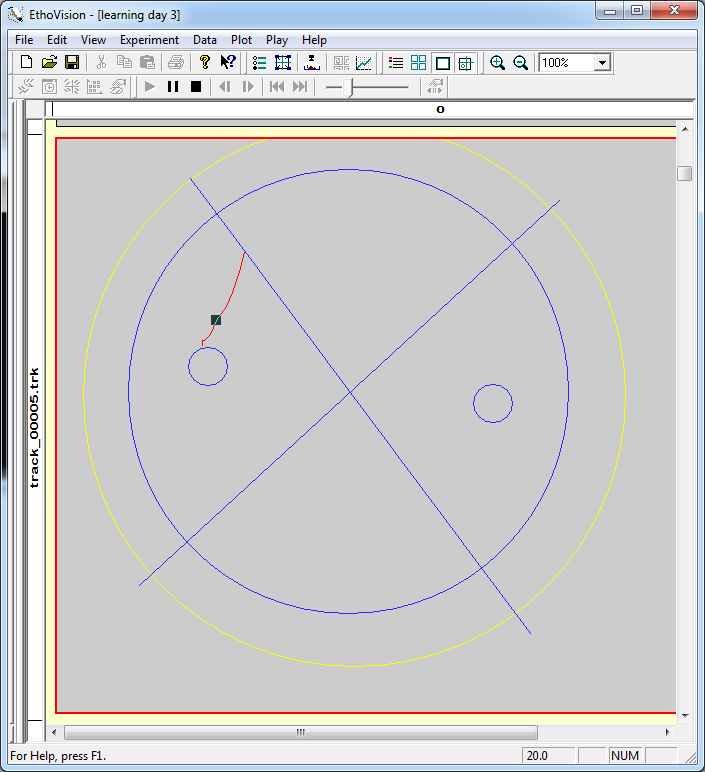 EthoVision - [learning day 3]
File Edit View Experiment Data Plot Play Help
100%
0
track_00005.trk
For Help, press F1.
20.0
NUM